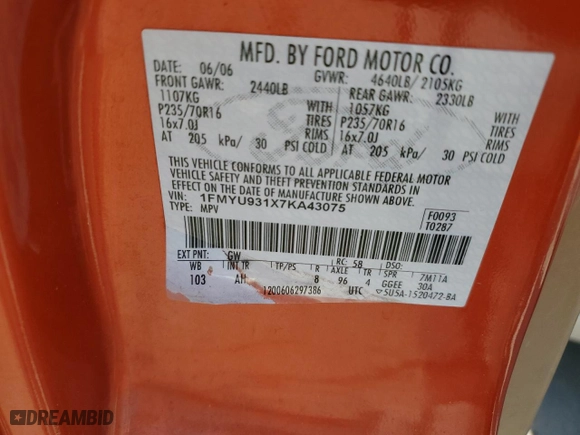 MFD. BY FORD MOTOR CO.
DATE: 06/06 GVWR: 4640LB/ 2105KG
FRONT GAWR: 2440LB REAR GAWR: 2330LB
1107KG WITH 1057KG WITH
P235/70R16 TIRES P235/70R16 TIRES
16x7.0J RIMS 16x7.0J RIMS
AT 205 kPa/ 30 PSI COLD AT 205 kPa/ 30 PSI COLD
THIS VEHICLE CONFORMS TO ALL APPLICABLE FEDERAL MOTOR
VEHICLE SAFETY AND THEFT PREVENTION STANDARDS IN
EFFECT ON THE DATE OF MANUFACTURE SHOWN ABOVE.
VIN: 1FMYU931X7KA43075
TYPE: MPV
F0093
T0287
EXT PNT: GW RC: 58 DSO:
WB INT TR TP/PS R AXLE TR SPR 7M11A
103 AH 8 96 4 GGEE 30A
1200606297386 UTC 5U5A-1520472-BA
DREAMBID